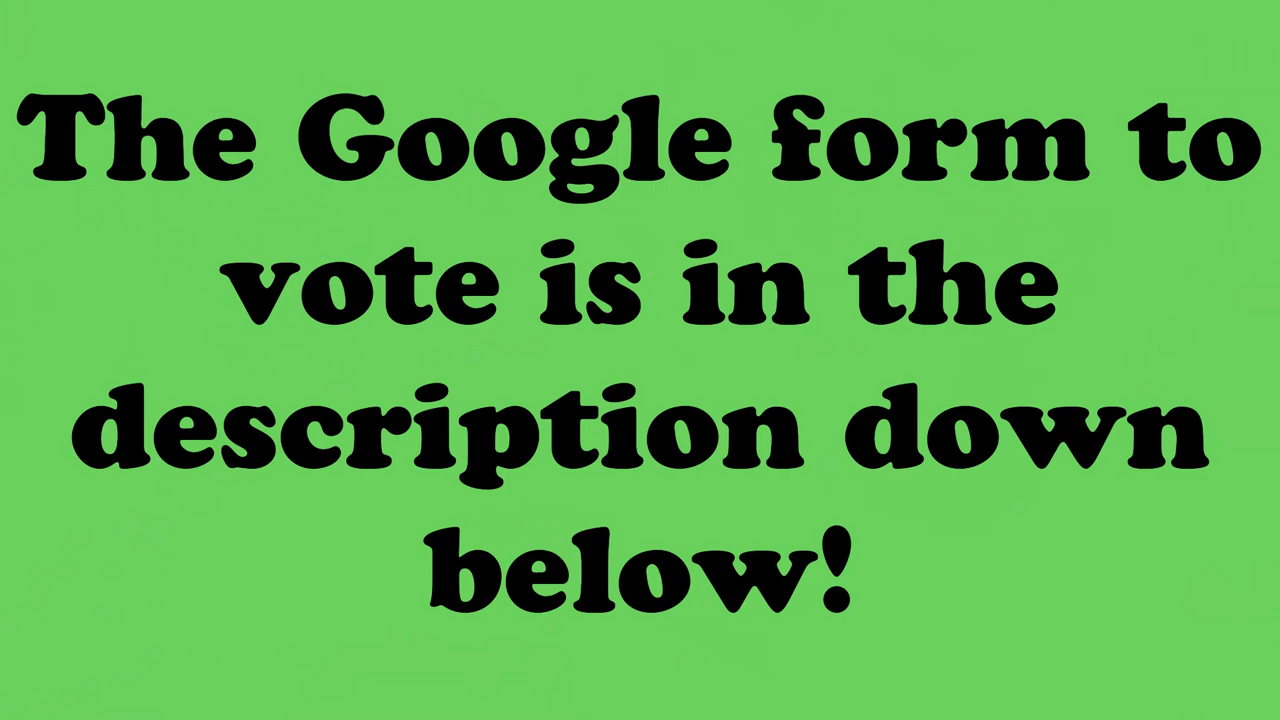 The Google form to
vote is in the
description down
below!